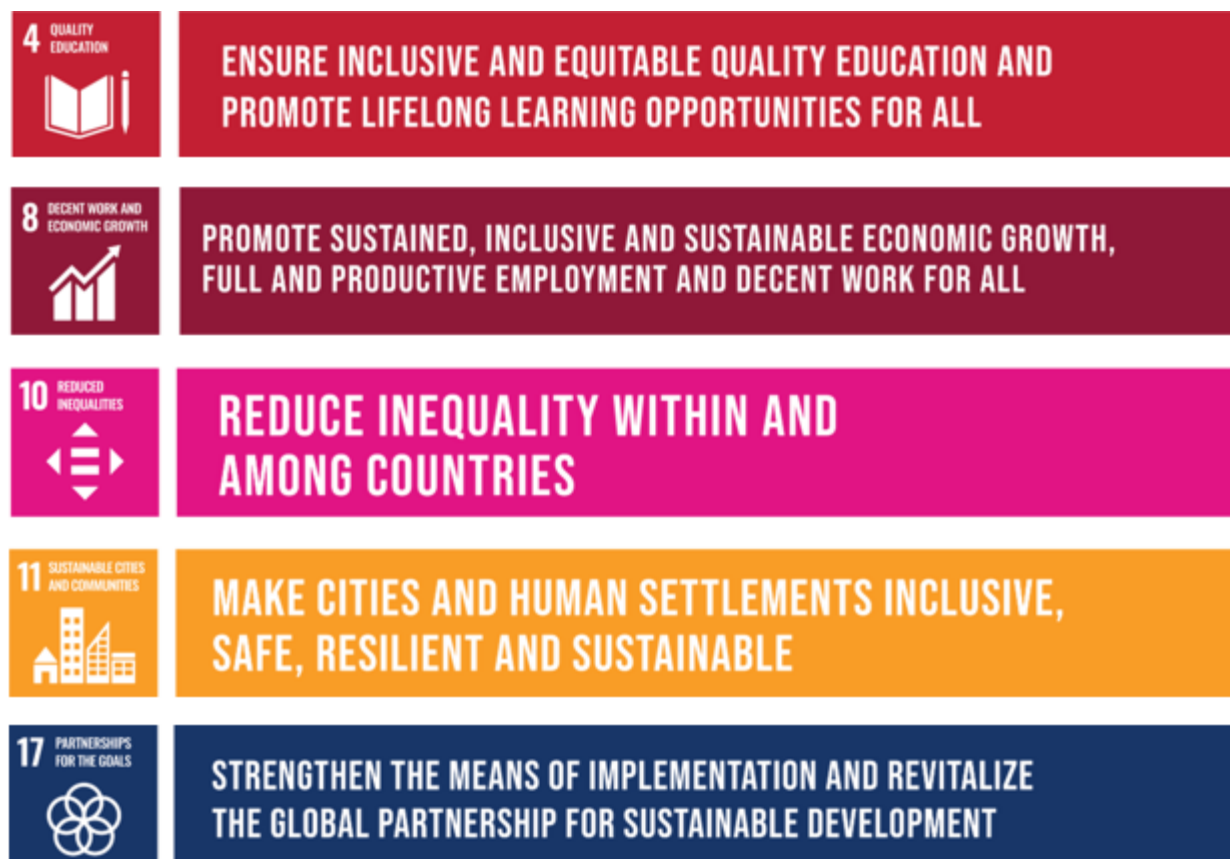 4 QUALITY
EDUCATION
ENSURE INCLUSIVE AND EQUITABLE QUALITY EDUCATION AND
PROMOTE LIFELONG LEARNING OPPORTUNITIES FOR ALL
8 DECENT WORK AND
ECONOMIC GROWTH
PROMOTE SUSTAINED, INCLUSIVE AND SUSTAINABLE ECONOMIC GROWTH,
FULL AND PRODUCTIVE EMPLOYMENT AND DECENT WORK FOR ALL
10 REDUCED
INEQUALITIES
REDUCE INEQUALITY WITHIN AND
AMONG COUNTRIES
11 SUSTAINABLE CITIES
AND COMMUNITIES
MAKE CITIES AND HUMAN SETTLEMENTS INCLUSIVE,
SAFE, RESILIENT AND SUSTAINABLE
17 PARTNERSHIPS
FOR THE GOALS
STRENGTHEN THE MEANS OF IMPLEMENTATION AND REVITALIZE
THE GLOBAL PARTNERSHIP FOR SUSTAINABLE DEVELOPMENT